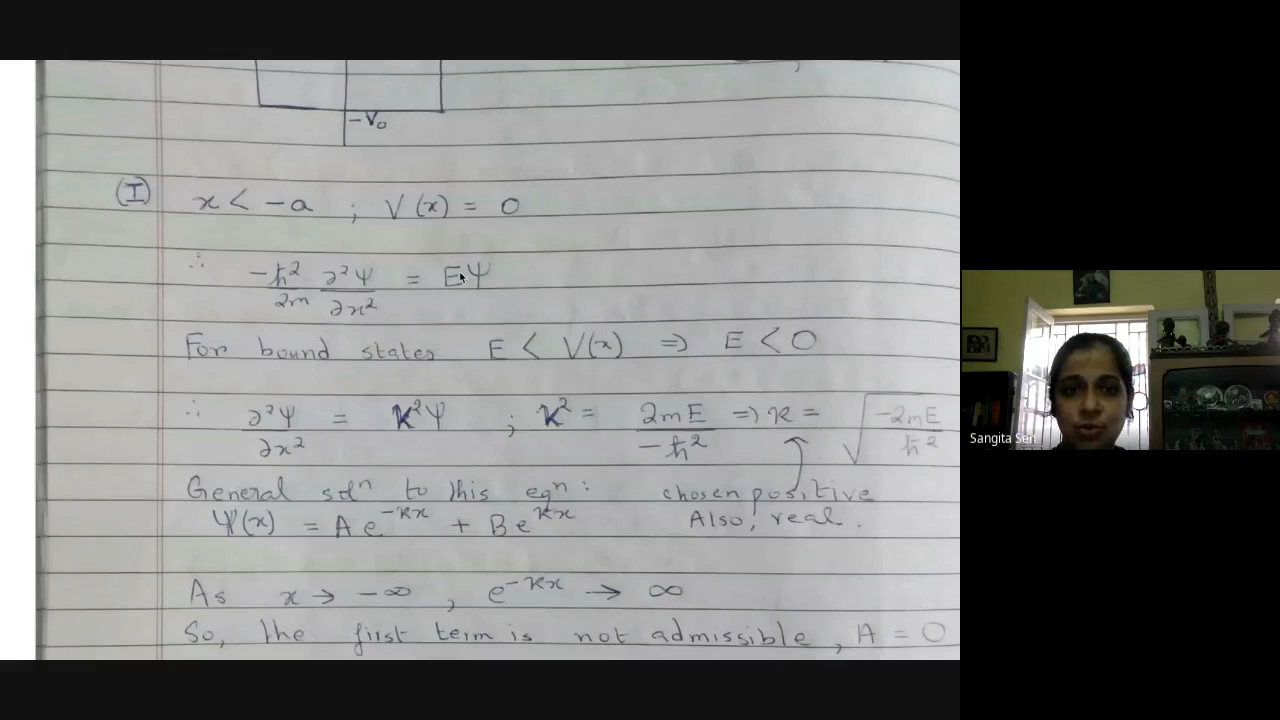 -V₀
(I) x < -a ; V(x) = 0
∴ -ħ²/2m ∂²Ψ/∂x² = EΨ
For bound states E < V(x) ⇒ E < 0
∴ ∂²Ψ/∂x² = κ²Ψ ; κ² = 2mE/-ħ² ⇒ κ = √(-2mE/ħ²)
General solⁿ to this eqⁿ: chosen positive
Ψ(x) = A e^(-κx) + B e^(κx) Also, real.
As x → -∞ , e^(-κx) → ∞
So, the first term is not admissible, A = 0
Sangita Sen